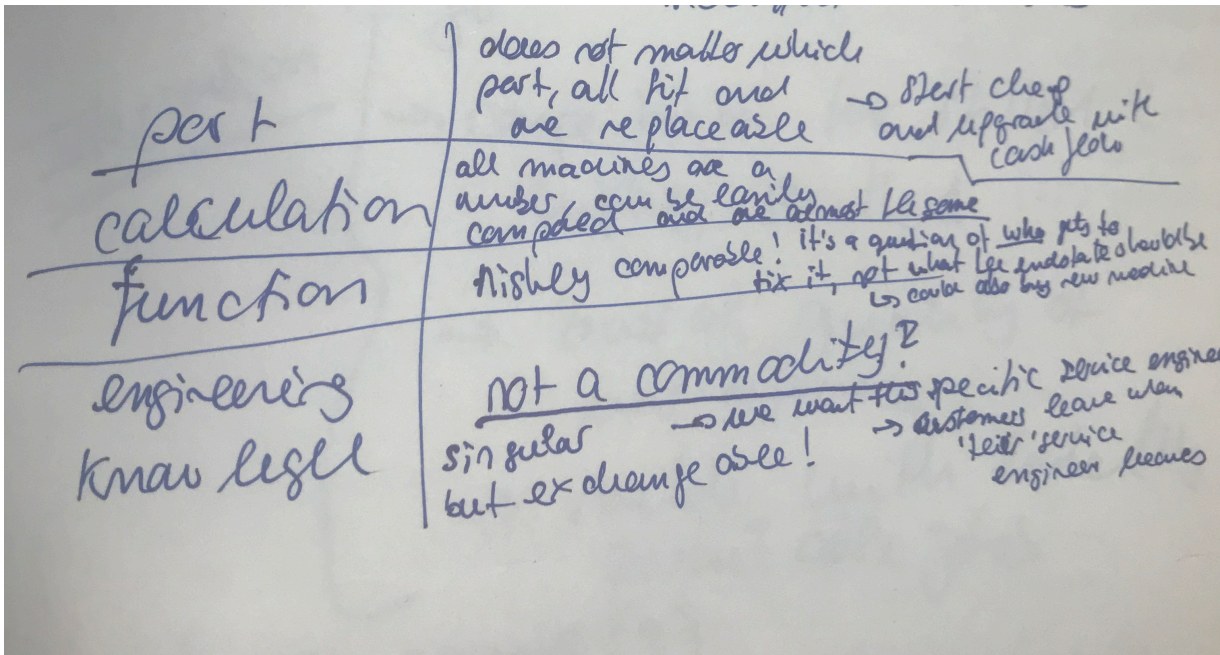 part
does not matter which
part, all fit and
are replaceable
→ start cheap
and upgrade with
cash flow
calculation
all machines are a
number, can be easily
compared and are almost the same
function
highly comparable! it's a question of who gets to
fix it, not what the endstate should be
↳ could also buy new machine
engineering
knowledge
not a commodity?
singular
but exchangeable!
→ we want this specific service engineer
→ customers leave when
'their' service
engineer leaves